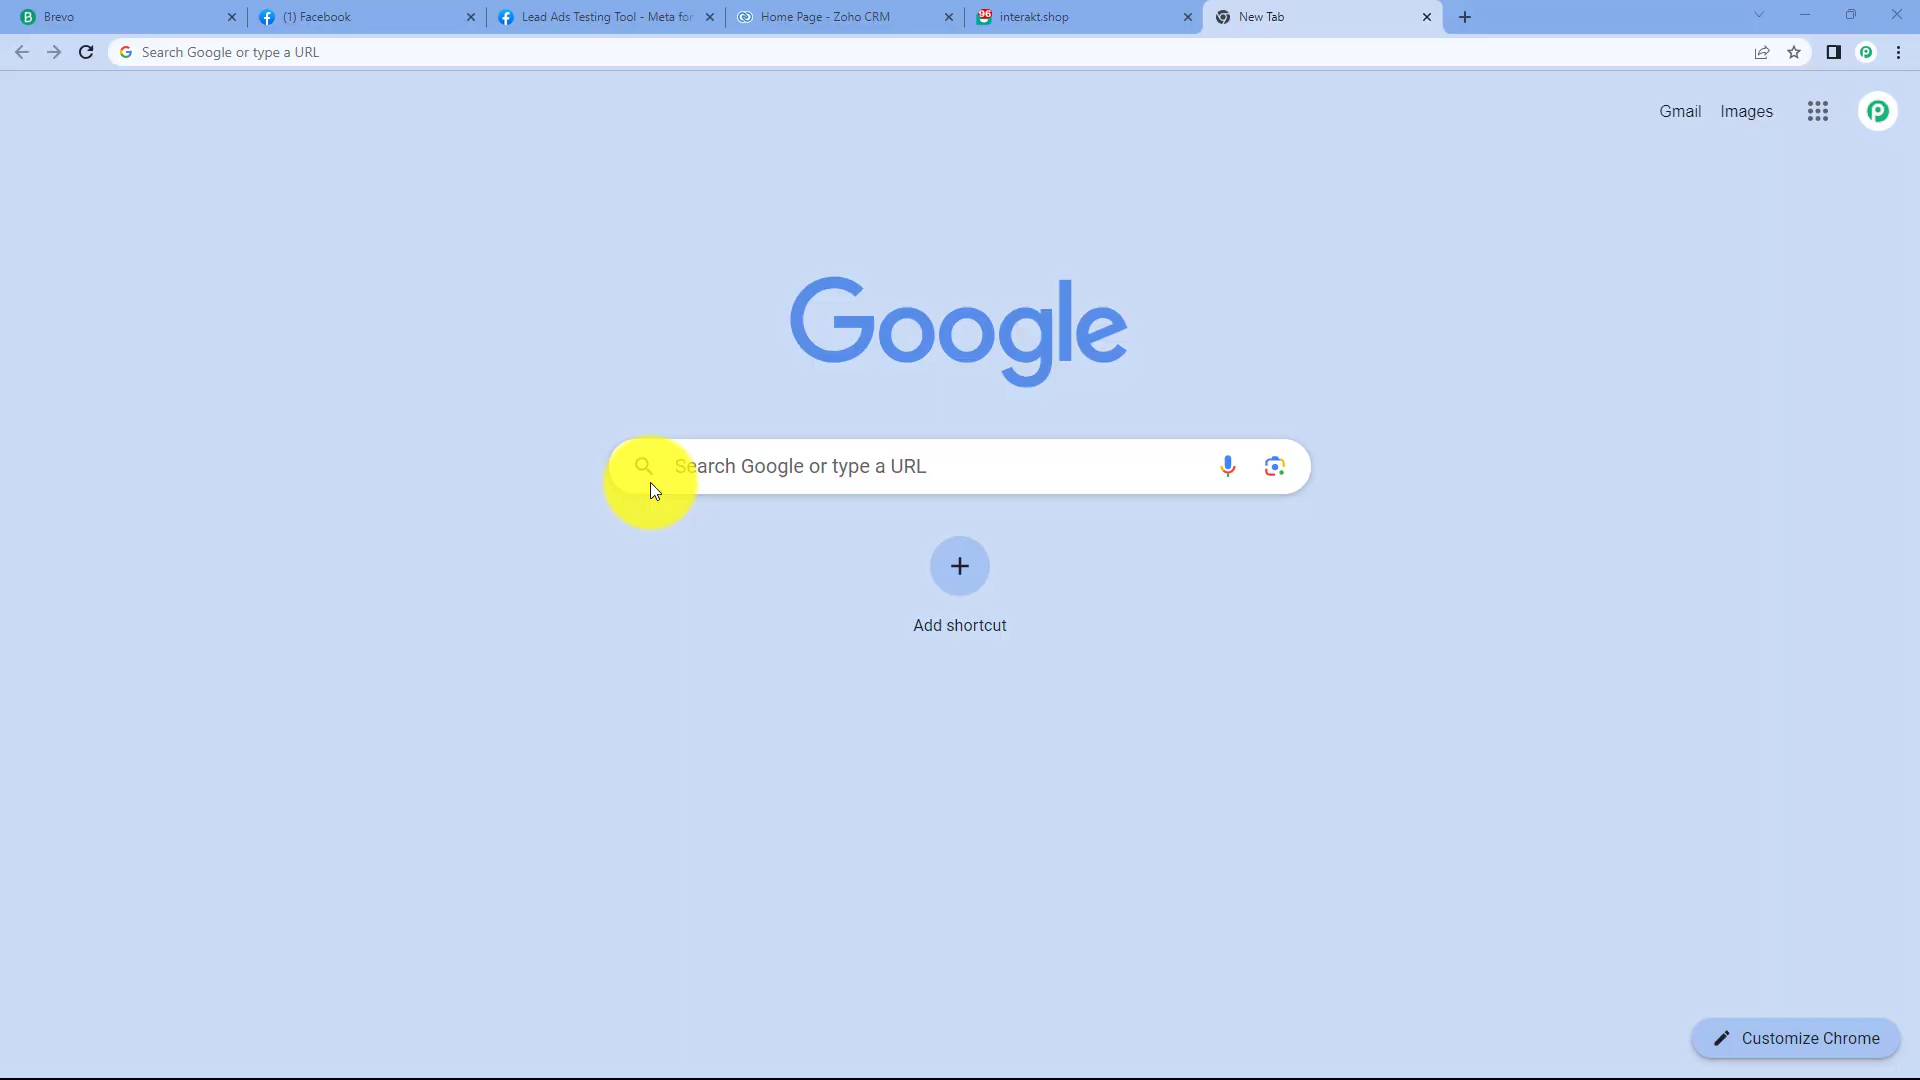 Brevo
(1) Facebook
Lead Ads Testing Tool - Meta for
Home Page - Zoho CRM
96
interakt.shop
New Tab
Search Google or type a URL
Gmail
Images
Google
Search Google or type a URL
Add shortcut
Customize Chrome